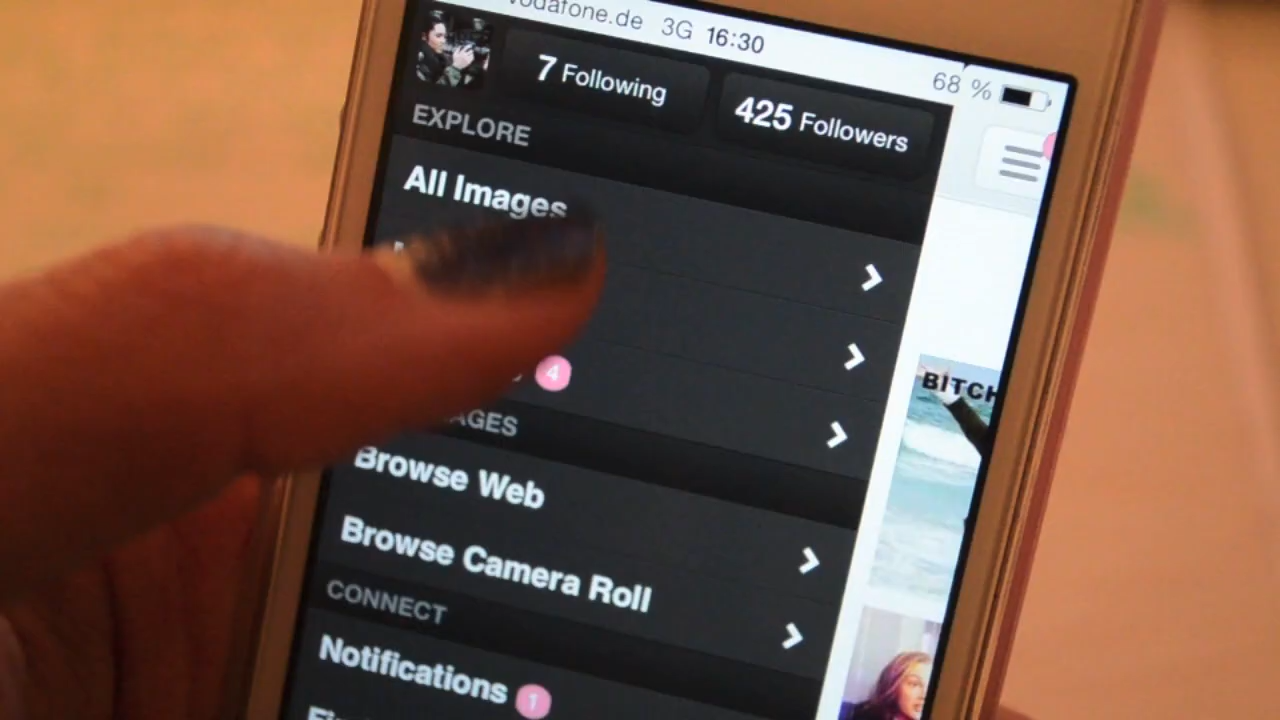 vodafone.de 3G 16:30 68 %
7 Following 425 Followers
EXPLORE
All Images
4
AGES
Browse Web
Browse Camera Roll
CONNECT
Notifications 1
BITCH